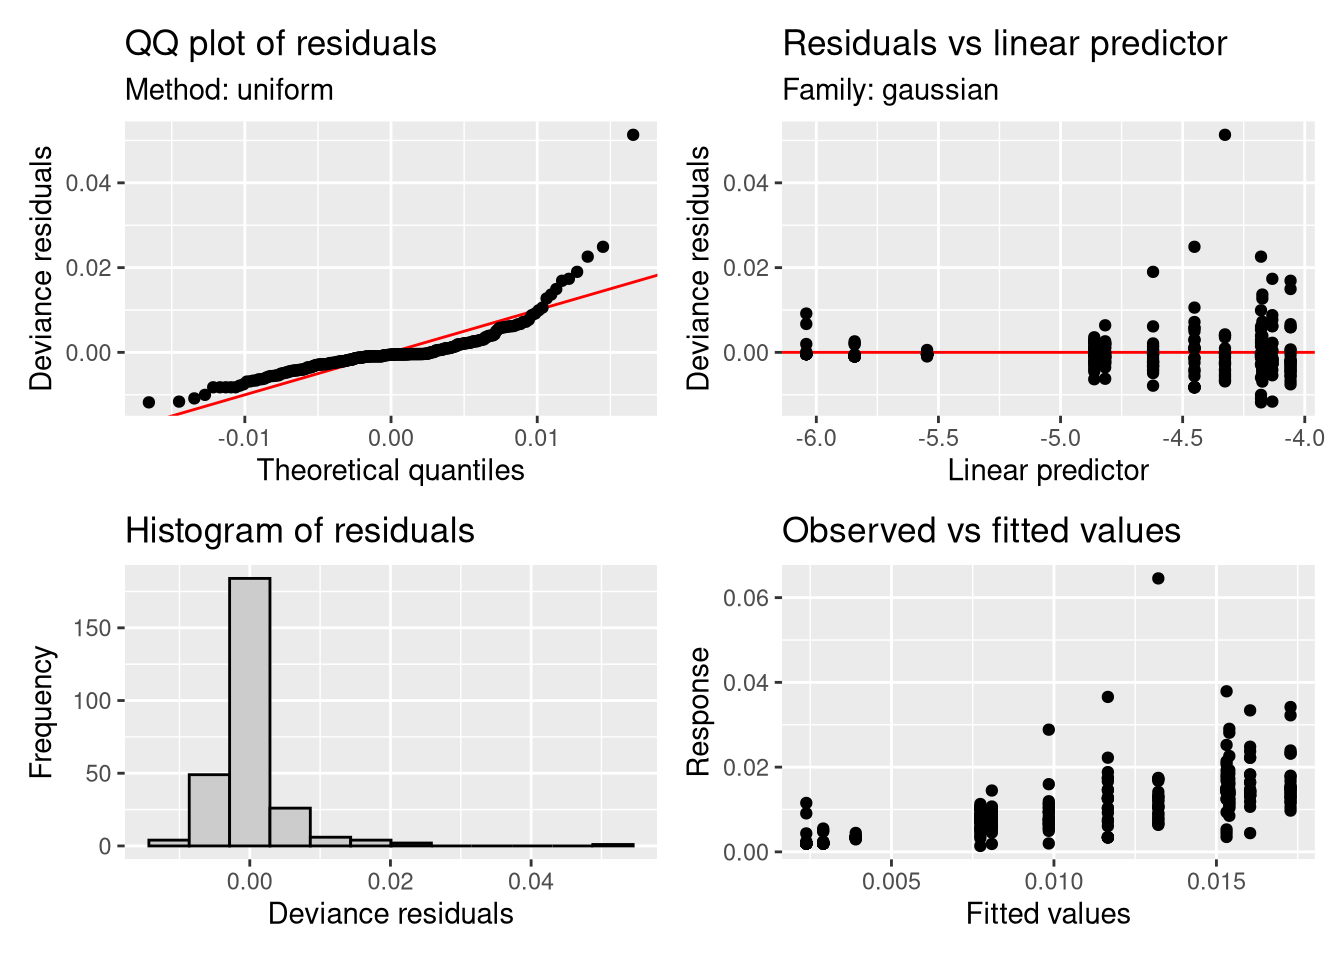 QQ plot of residuals
Method: uniform
Deviance residuals
0.04
0.02
0.00
-0.01
0.00
0.01
Theoretical quantiles
Residuals vs linear predictor
Family: gaussian
Deviance residuals
0.04
0.02
0.00
-6.0
-5.5
-5.0
-4.5
-4.0
Linear predictor
Histogram of residuals
Frequency
150
100
50
0
0.00
0.02
0.04
Deviance residuals
Observed vs fitted values
Response
0.06
0.04
0.02
0.00
0.005
0.010
0.015
Fitted values